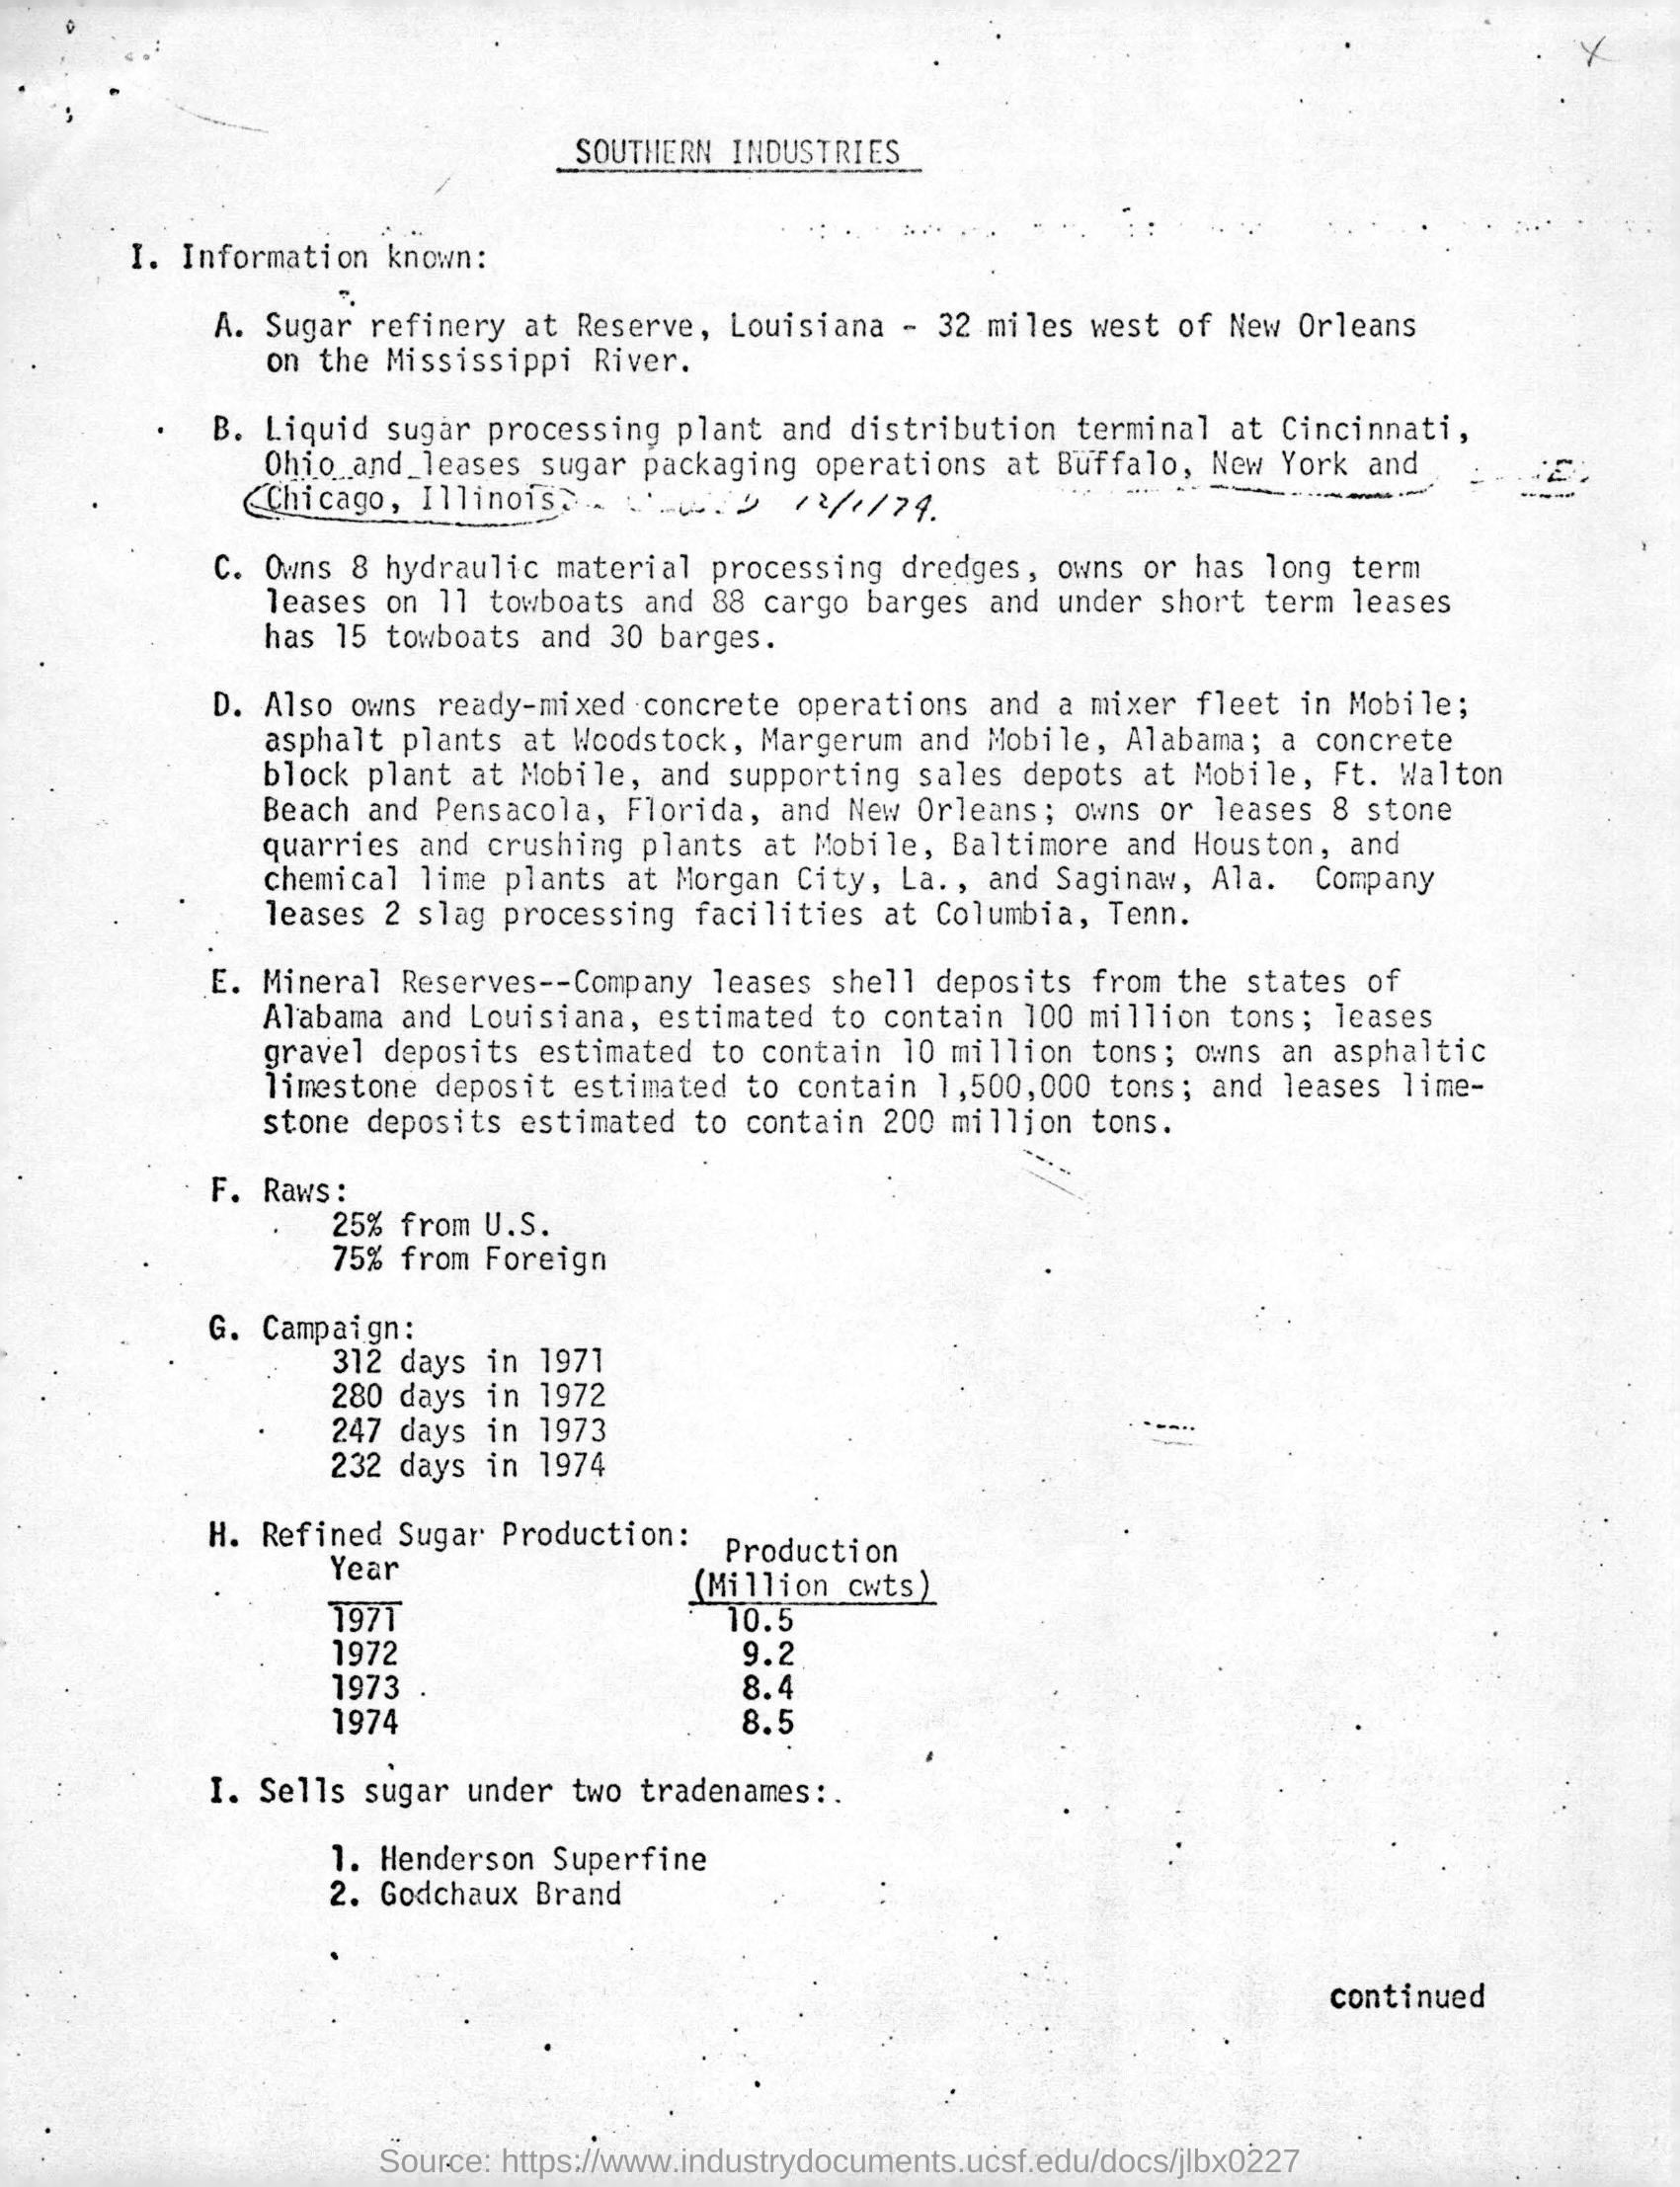 SOUTHERN INDUSTRIES
I. Information known:
A. Sugar refinery at Reserve, Louisiana - 32 miles west of New Orleans
on the Mississippi River.
B. Liquid sugar processing plant and distribution terminal at Cincinnati,
Ohio and leases sugar packaging operations at Buffalo, New York and
Chicago, Illinois. 12/1/74.
C. Owns 8 hydraulic material processing dredges, owns or has long term
leases on 11 towboats and 88 cargo barges and under short term leases
has 15 towboats and 30 barges.
D. Also owns ready-mixed concrete operations and a mixer fleet in Mobile;
asphalt plants at Woodstock, Margerum and Mobile, Alabama; a concrete
block plant at Mobile, and supporting sales depots at Mobile, Ft. Walton
Beach and Pensacola, Florida, and New Orleans; owns or leases 8 stone
quarries and crushing plants at Mobile, Baltimore and Houston, and
chemical lime plants at Morgan City, La., and Saginaw, Ala. Company
leases 2 slag processing facilities at Columbia, Tenn.
E. Mineral Reserves--Company leases shell deposits from the states of
Alabama and Louisiana, estimated to contain 100 million tons; leases
gravel deposits estimated to contain 10 million tons; owns an asphaltic
limestone deposit estimated to contain 1,500,000 tons; and leases lime-
stone deposits estimated to contain 200 million tons.
F. Raws:
25% from U.S.
75% from Foreign
G. Campaign:
312 days in 1971
280 days in 1972
247 days in 1973
232 days in 1974
H. Refined Sugar Production:
Year Production
(Million cwts)
1971 10.5
1972 9.2
1973 8.4
1974 8.5
I. Sells sugar under two tradenames:
1. Henderson Superfine
2. Godchaux Brand
continued
Source: https://www.industrydocuments.ucsf.edu/docs/jlbx0227